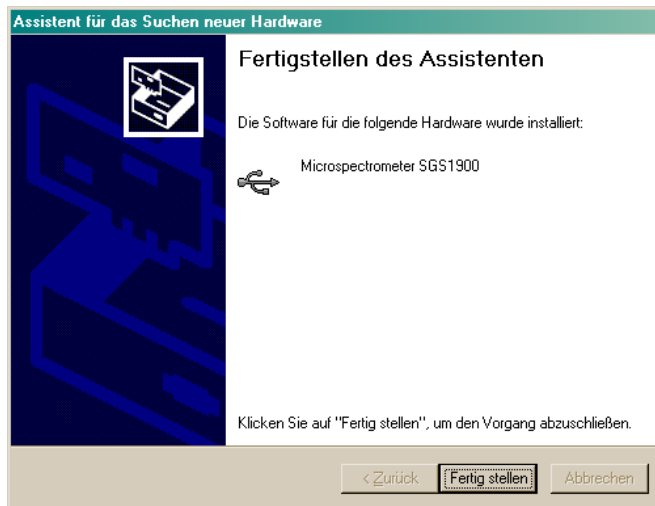 Assistent für das Suchen neuer Hardware
Fertigstellen des Assistenten
Die Software für die folgende Hardware wurde installiert:
Microspectrometer SGS1900
Klicken Sie auf "Fertig stellen", um den Vorgang abzuschließen.
< Zurück Fertig stellen Abbrechen